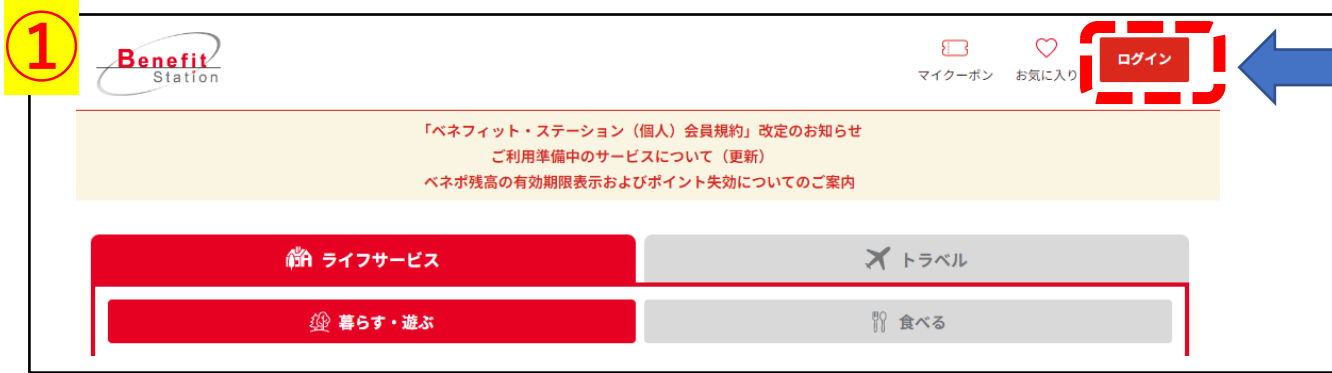 ①
Benefit
Station
マイクーポン
お気に入り
ログイン
「ベネフィット・ステーション（個人）会員規約」改定のお知らせ
ご利用準備中のサービスについて（更新）
ベネポ残高の有効期限表示およびポイント失効についてのご案内
ライフサービス
トラベル
暮らす・遊ぶ
食べる